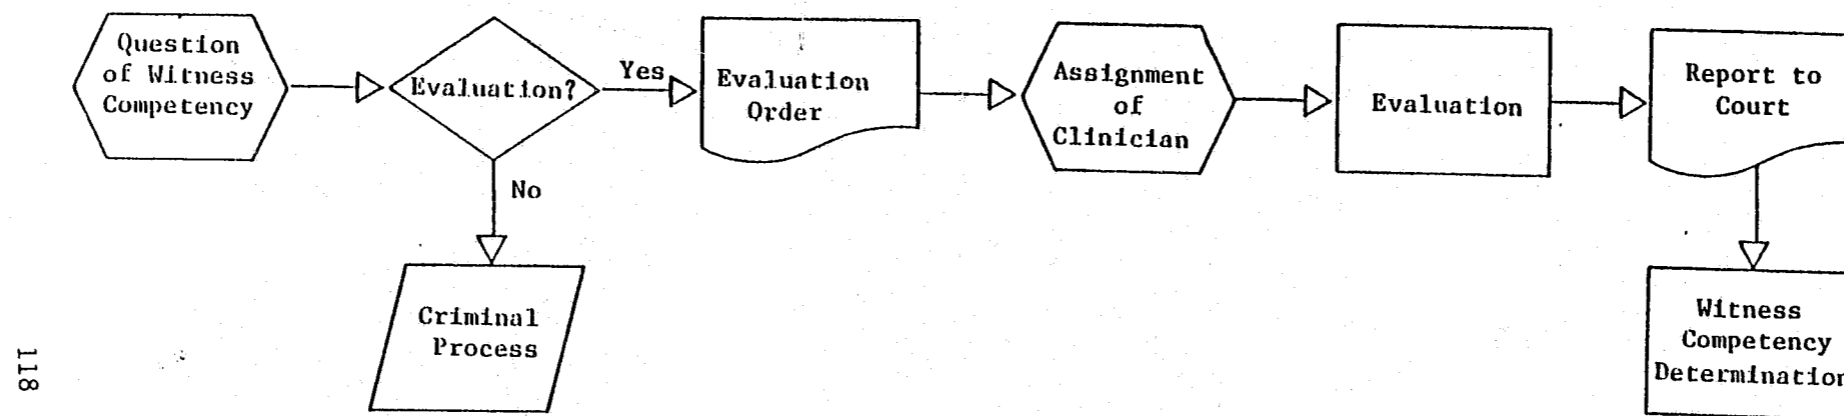 Question
of Witness
Competency
Evaluation?
Yes
No
Criminal
Process
Evaluation
Order
Assignment
of
Clinician
Evaluation
Report to
Court
Witness
Competency
Determination
118